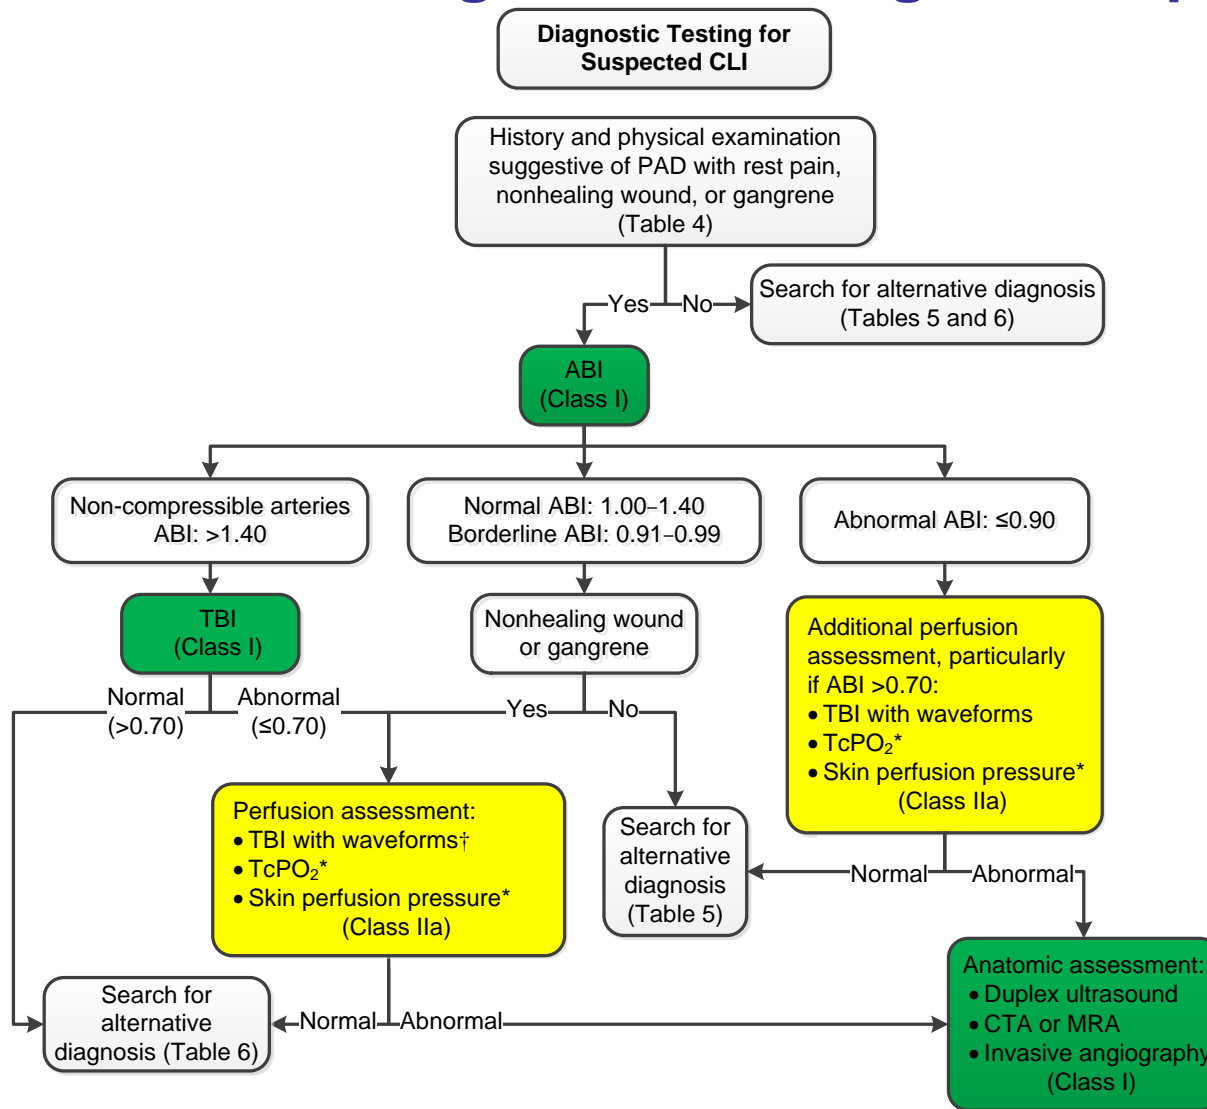 Diagnostic Testing for
Suspected CLI
History and physical examination
suggestive of PAD with rest pain,
nonhealing wound, or gangrene
(Table 4)
Yes
No
Search for alternative diagnosis
(Tables 5 and 6)
ABI
(Class I)
Non-compressible arteries
ABI: >1.40
Normal ABI: 1.00–1.40
Borderline ABI: 0.91–0.99
Abnormal ABI: ≤0.90
TBI
(Class I)
Nonhealing wound
or gangrene
Additional perfusion
assessment, particularly
if ABI >0.70:
• TBI with waveforms
• TcPO₂*
• Skin perfusion pressure*
(Class IIa)
Normal
(>0.70)
Abnormal
(≤0.70)
Yes
No
Perfusion assessment:
• TBI with waveforms†
• TcPO₂*
• Skin perfusion pressure*
(Class IIa)
Search for
alternative
diagnosis
(Table 5)
Normal
Abnormal
Search for
alternative
diagnosis (Table 6)
Normal
Abnormal
Anatomic assessment:
• Duplex ultrasound
• CTA or MRA
• Invasive angiography
(Class I)